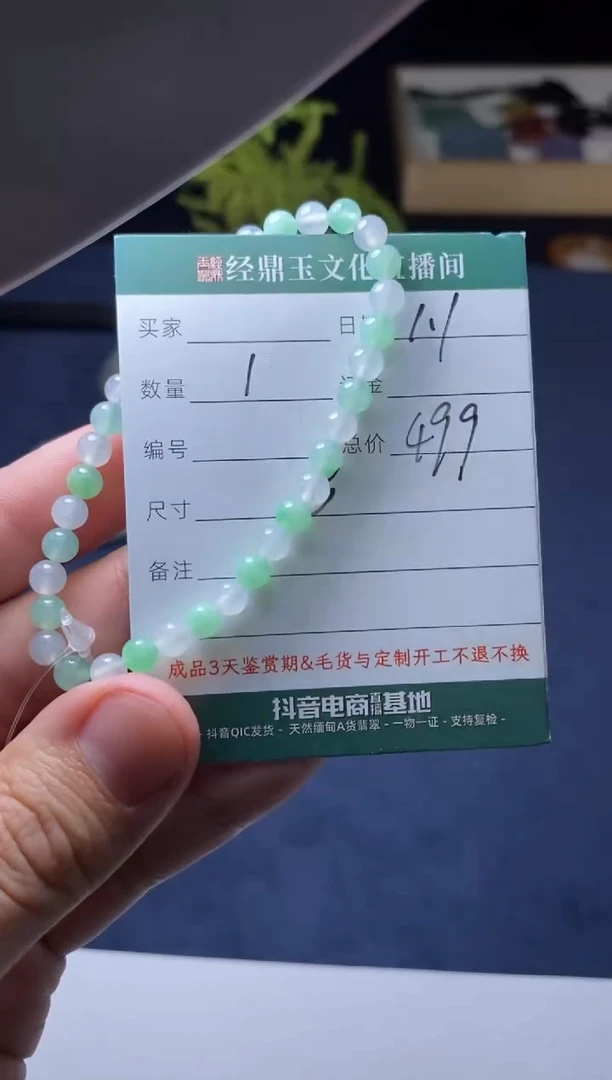 经鼎玉文化 播间
买家 日 1.1
数量 1 金
编号 总价 499
尺寸
备注
成品3天鉴赏期&毛货与定制开工不退不换
抖音电商直播基地
- 抖音QIC发货 - 天然缅甸A货翡翠 - 一物一证 - 支持复检 -